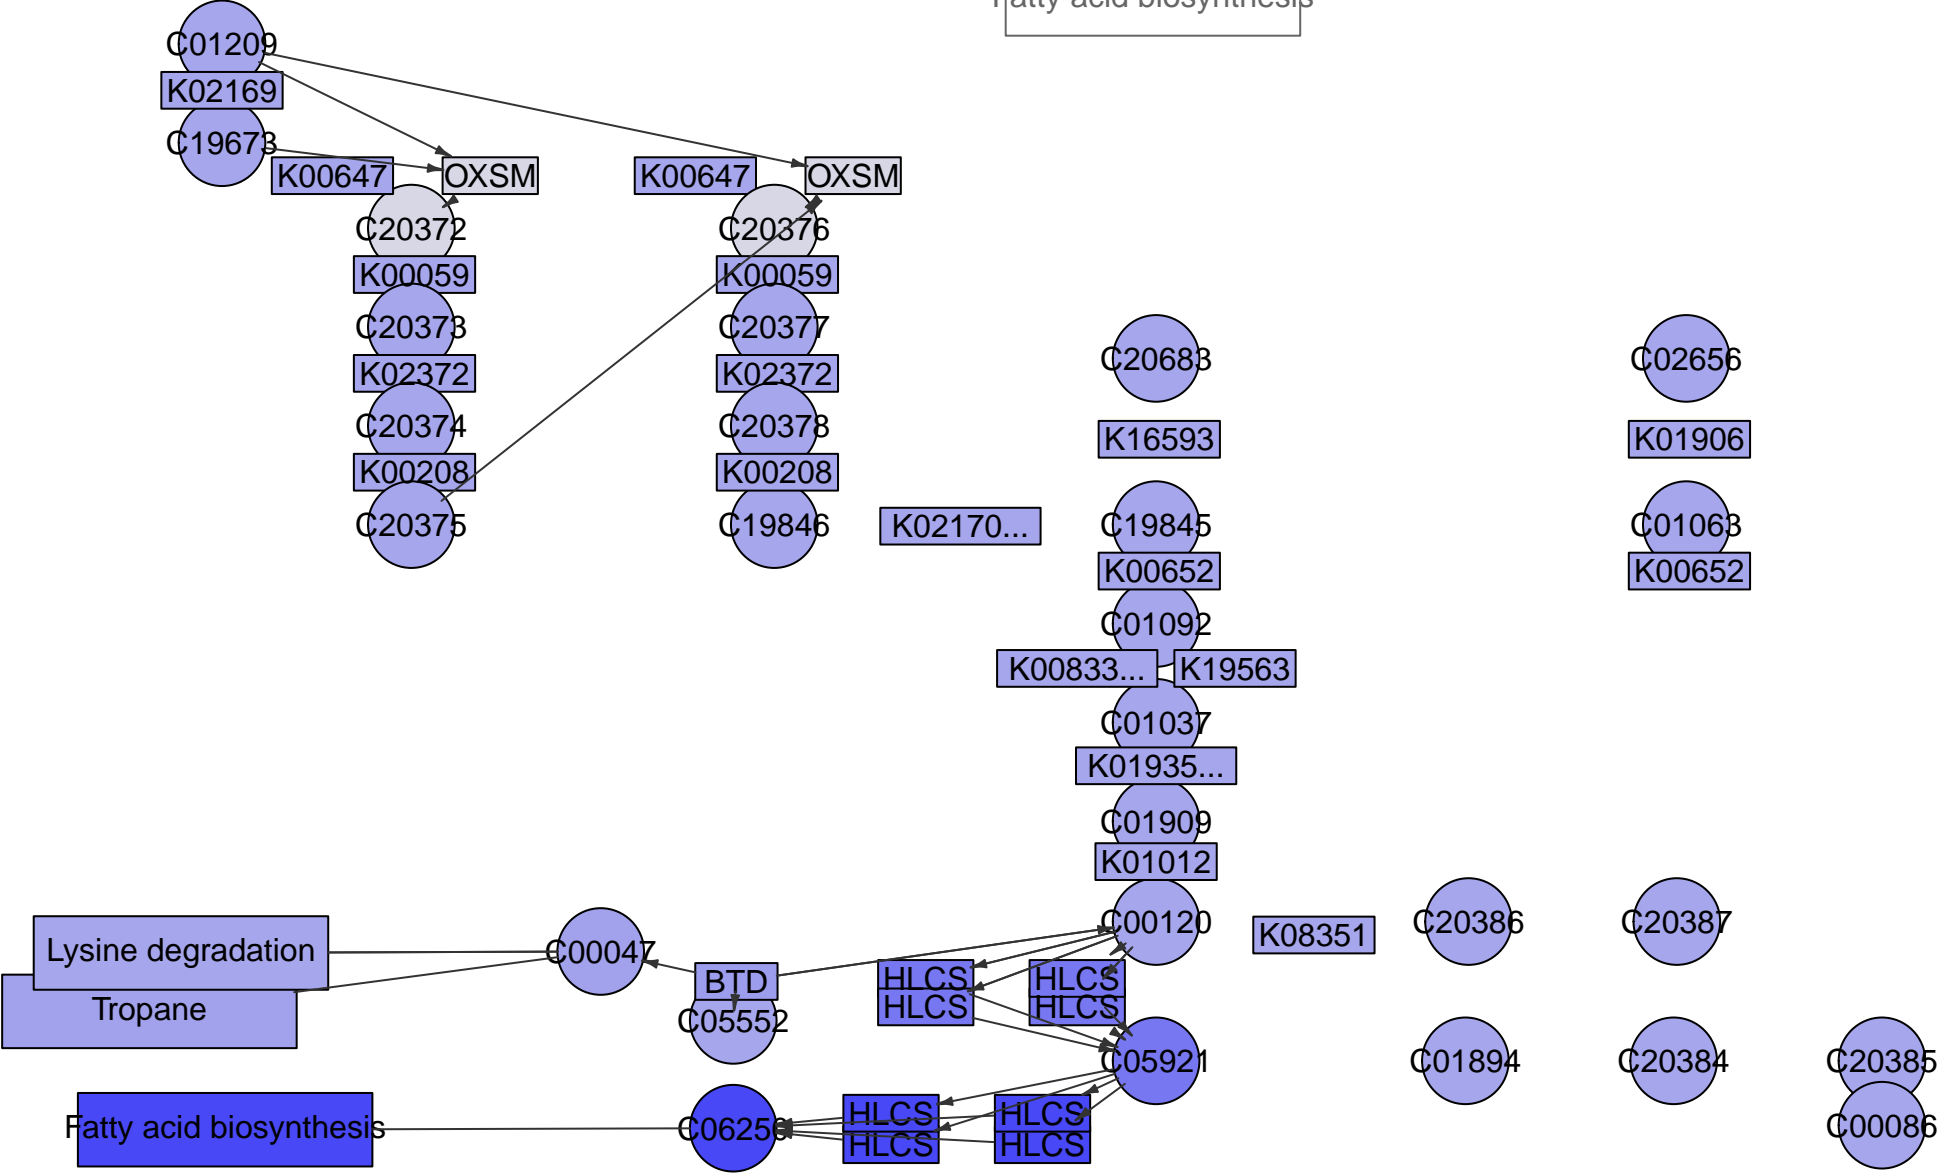 Fatty acid biosynthesis
C01209
K02169
C19673
K00647
OXSM
K00647
OXSM
C20372
C20376
K00059
K00059
C20373
C20377
C20683
C02656
K02372
K02372
C20374
C20378
K16593
K01906
K00208
K00208
C20375
C19846
K02170...
C19845
C01063
K00652
K00652
C01092
K00833...
K19563
C01037
K01935...
C01909
K01012
C00120
K08351
C20386
C20387
Lysine degradation
C00047
BTD
HLCS
HLCS
Tropane
C05552
HLCS
HLCS
C05921
C01894
C20384
C20385
Fatty acid biosynthesis
C06250
HLCS
HLCS
HLCS
HLCS
C00086